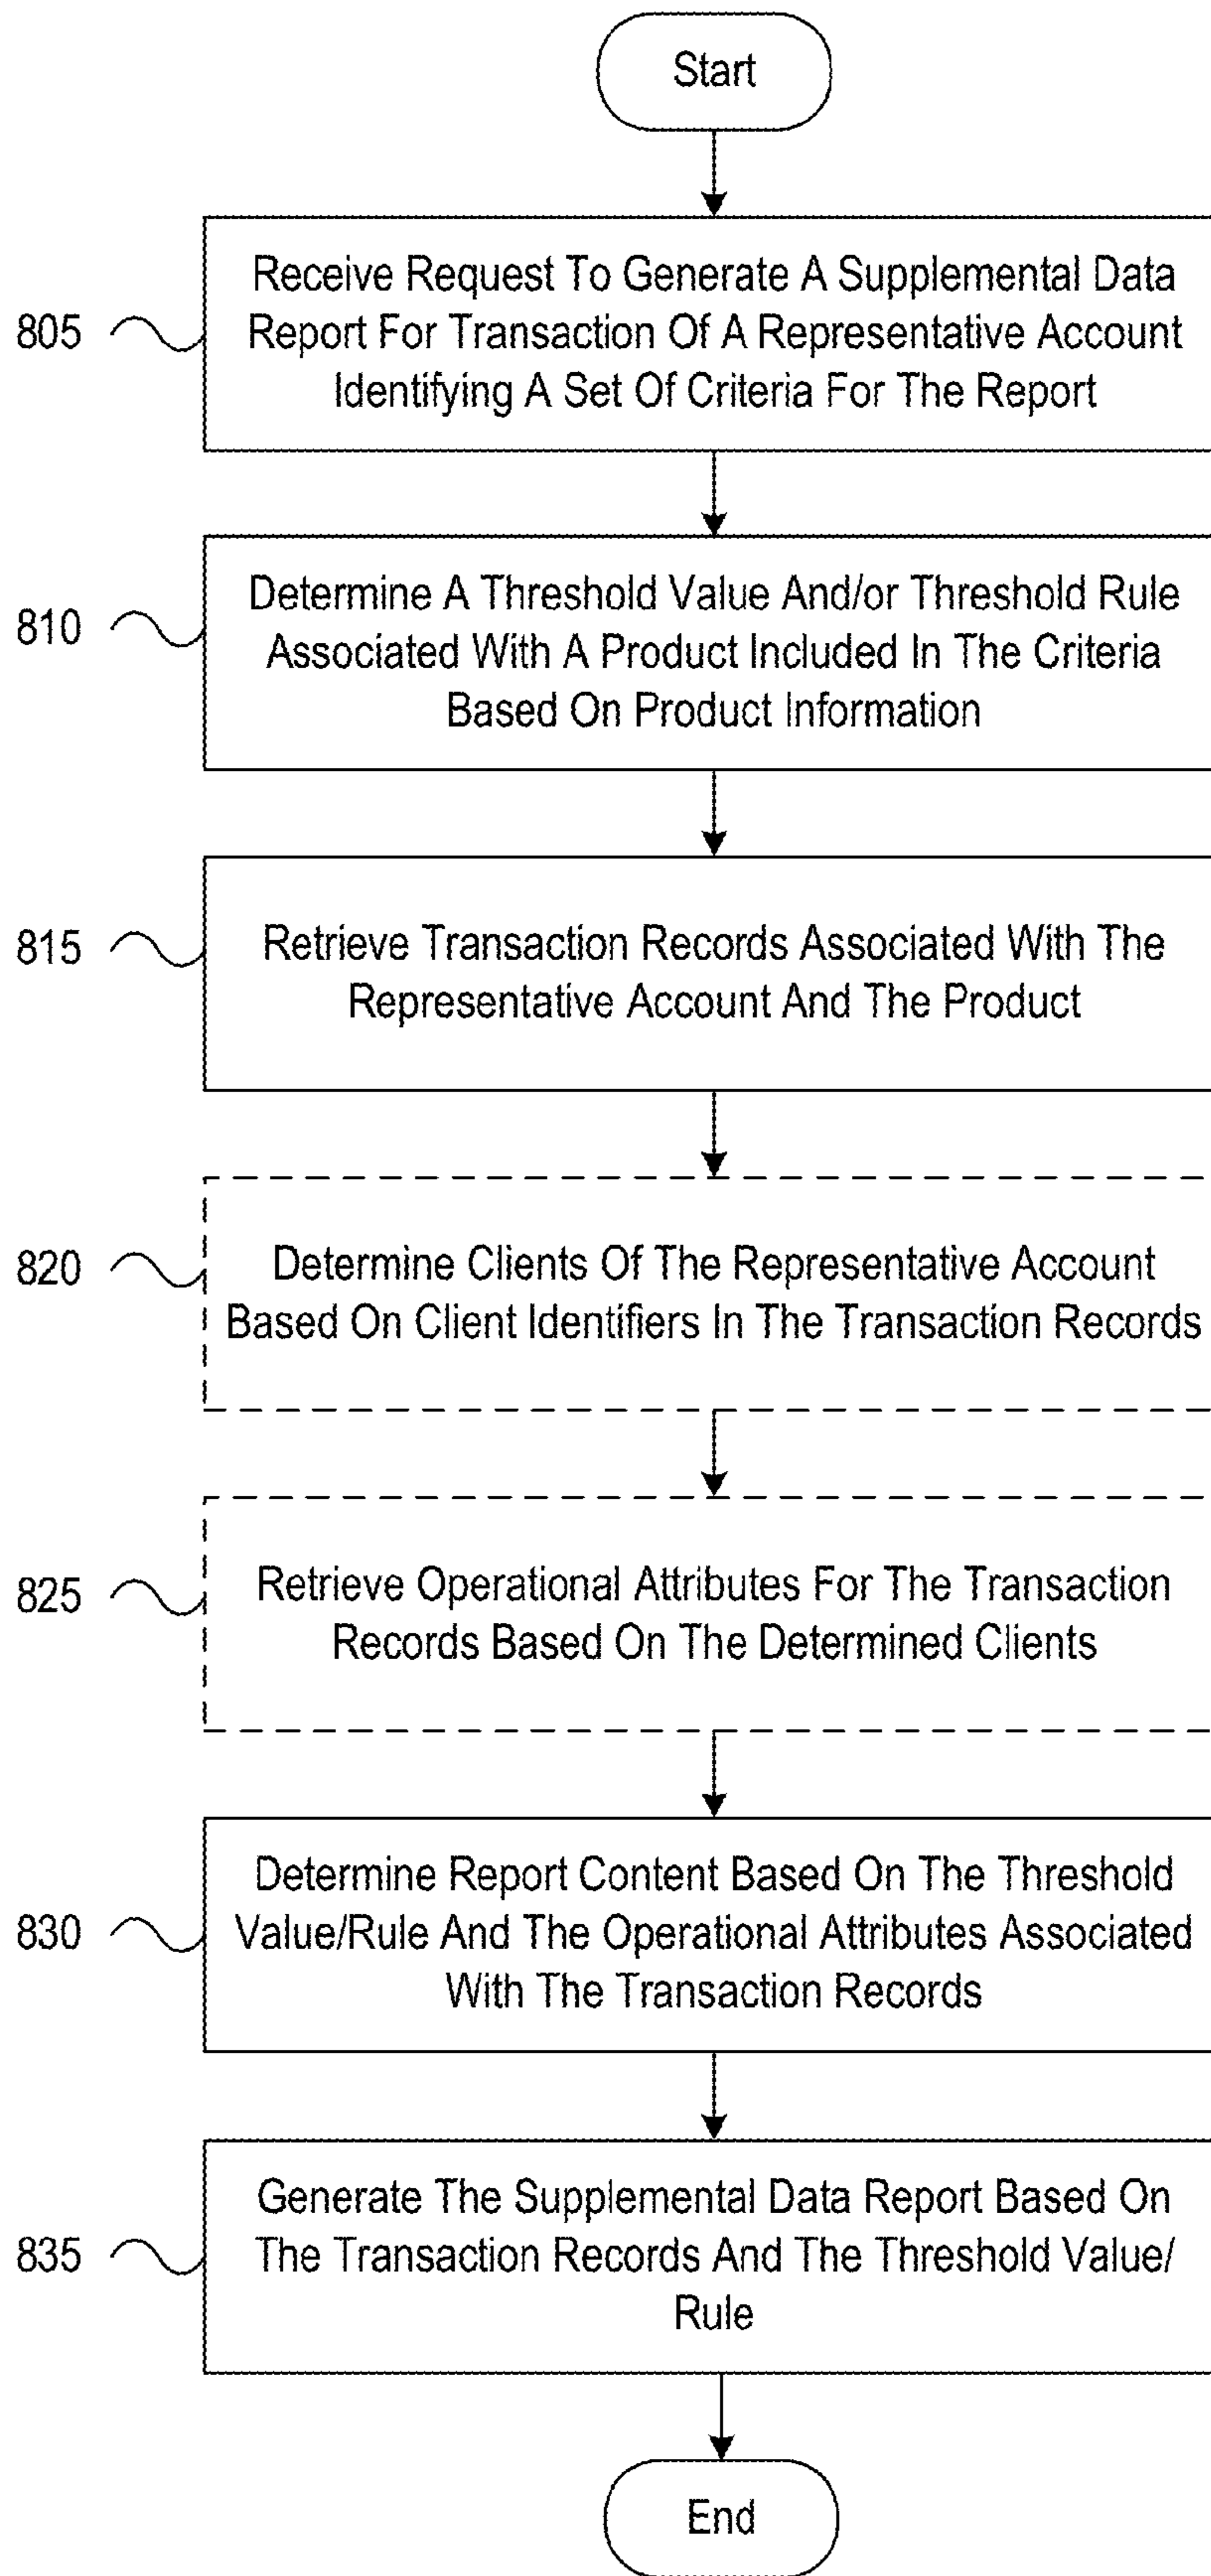 Start
805
Receive Request To Generate A Supplemental Data
Report For Transaction Of A Representative Account
Identifying A Set Of Criteria For The Report
810
Determine A Threshold Value And/or Threshold Rule
Associated With A Product Included In The Criteria
Based On Product Information
815
Retrieve Transaction Records Associated With The
Representative Account And The Product
820
Determine Clients Of The Representative Account
Based On Client Identifiers In The Transaction Records
825
Retrieve Operational Attributes For The Transaction
Records Based On The Determined Clients
830
Determine Report Content Based On The Threshold
Value/Rule And The Operational Attributes Associated
With The Transaction Records
835
Generate The Supplemental Data Report Based On
The Transaction Records And The Threshold Value/
Rule
End